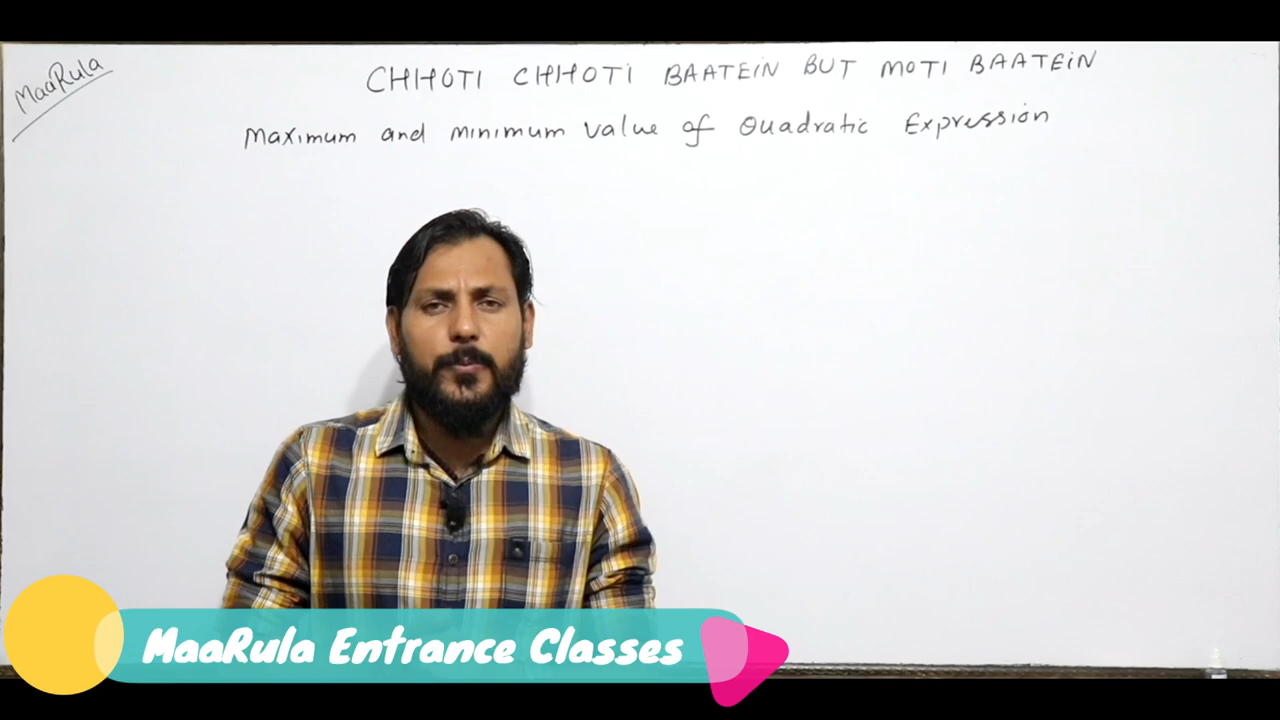 MaaRula
CHHOTI CHHOTI BAATEIN BUT MOTI BAATEIN
Maximum and minimum value of Quadratic Expression
MaaRula Entrance Classes